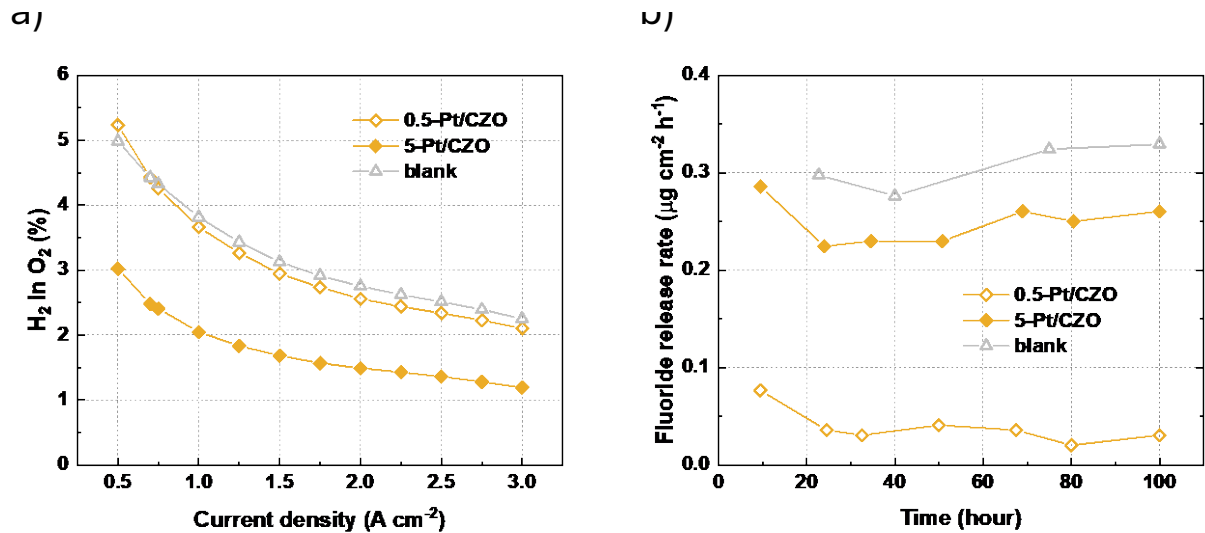 a)
b)
6
5
4
3
2
1
0
0.5
1.0
1.5
2.0
2.5
3.0
H₂ In O₂ (%)
Current density (A cm⁻²)
0.5–Pt/CZO
5–Pt/CZO
blank
0.4
0.3
0.2
0.1
0.0
0
20
40
60
80
100
Fluoride release rate (µg cm⁻² h⁻¹)
Time (hour)
0.5-Pt/CZO
5-Pt/CZO
blank